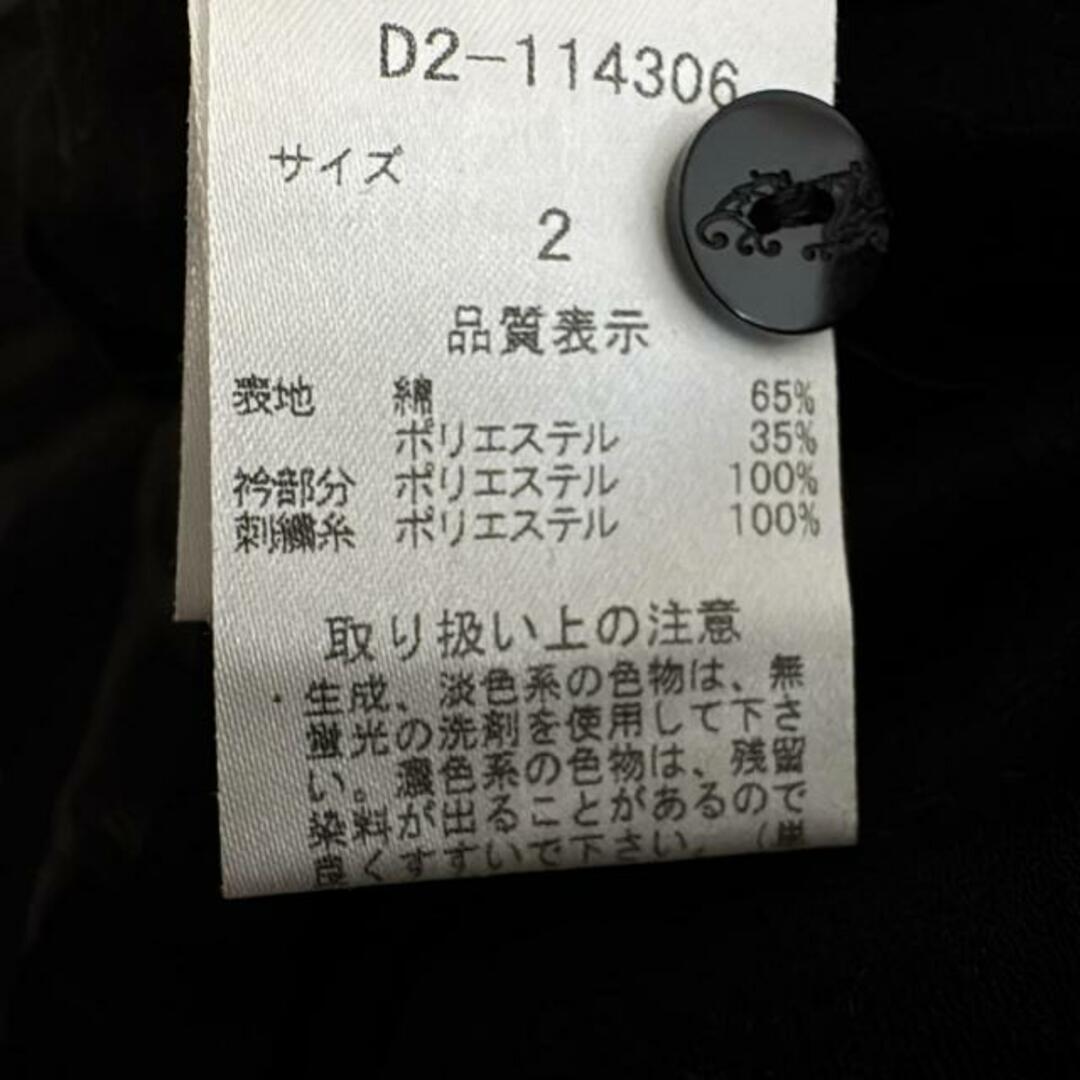 D2-114306
サイズ
2
品質表示
表地 綿 65%
ポリエステル 35%
衿部分 ポリエステル 100%
刺繍糸 ポリエステル 100%
取り扱い上の注意
・生成、淡色系の色物は、無
蛍光の洗剤を使用して下さ
い。濃色系の色物は、残留
染料が出ることがあるので
くすすいで下さい。（